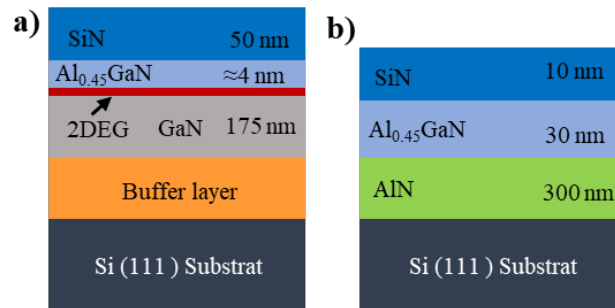 a)
SiN 50 nm
Al0.45GaN ≈4 nm
2DEG GaN 175 nm
Buffer layer
Si (111 ) Substrat
b)
SiN 10 nm
Al0.45GaN 30 nm
AlN 300 nm
Si (111 ) Substrat